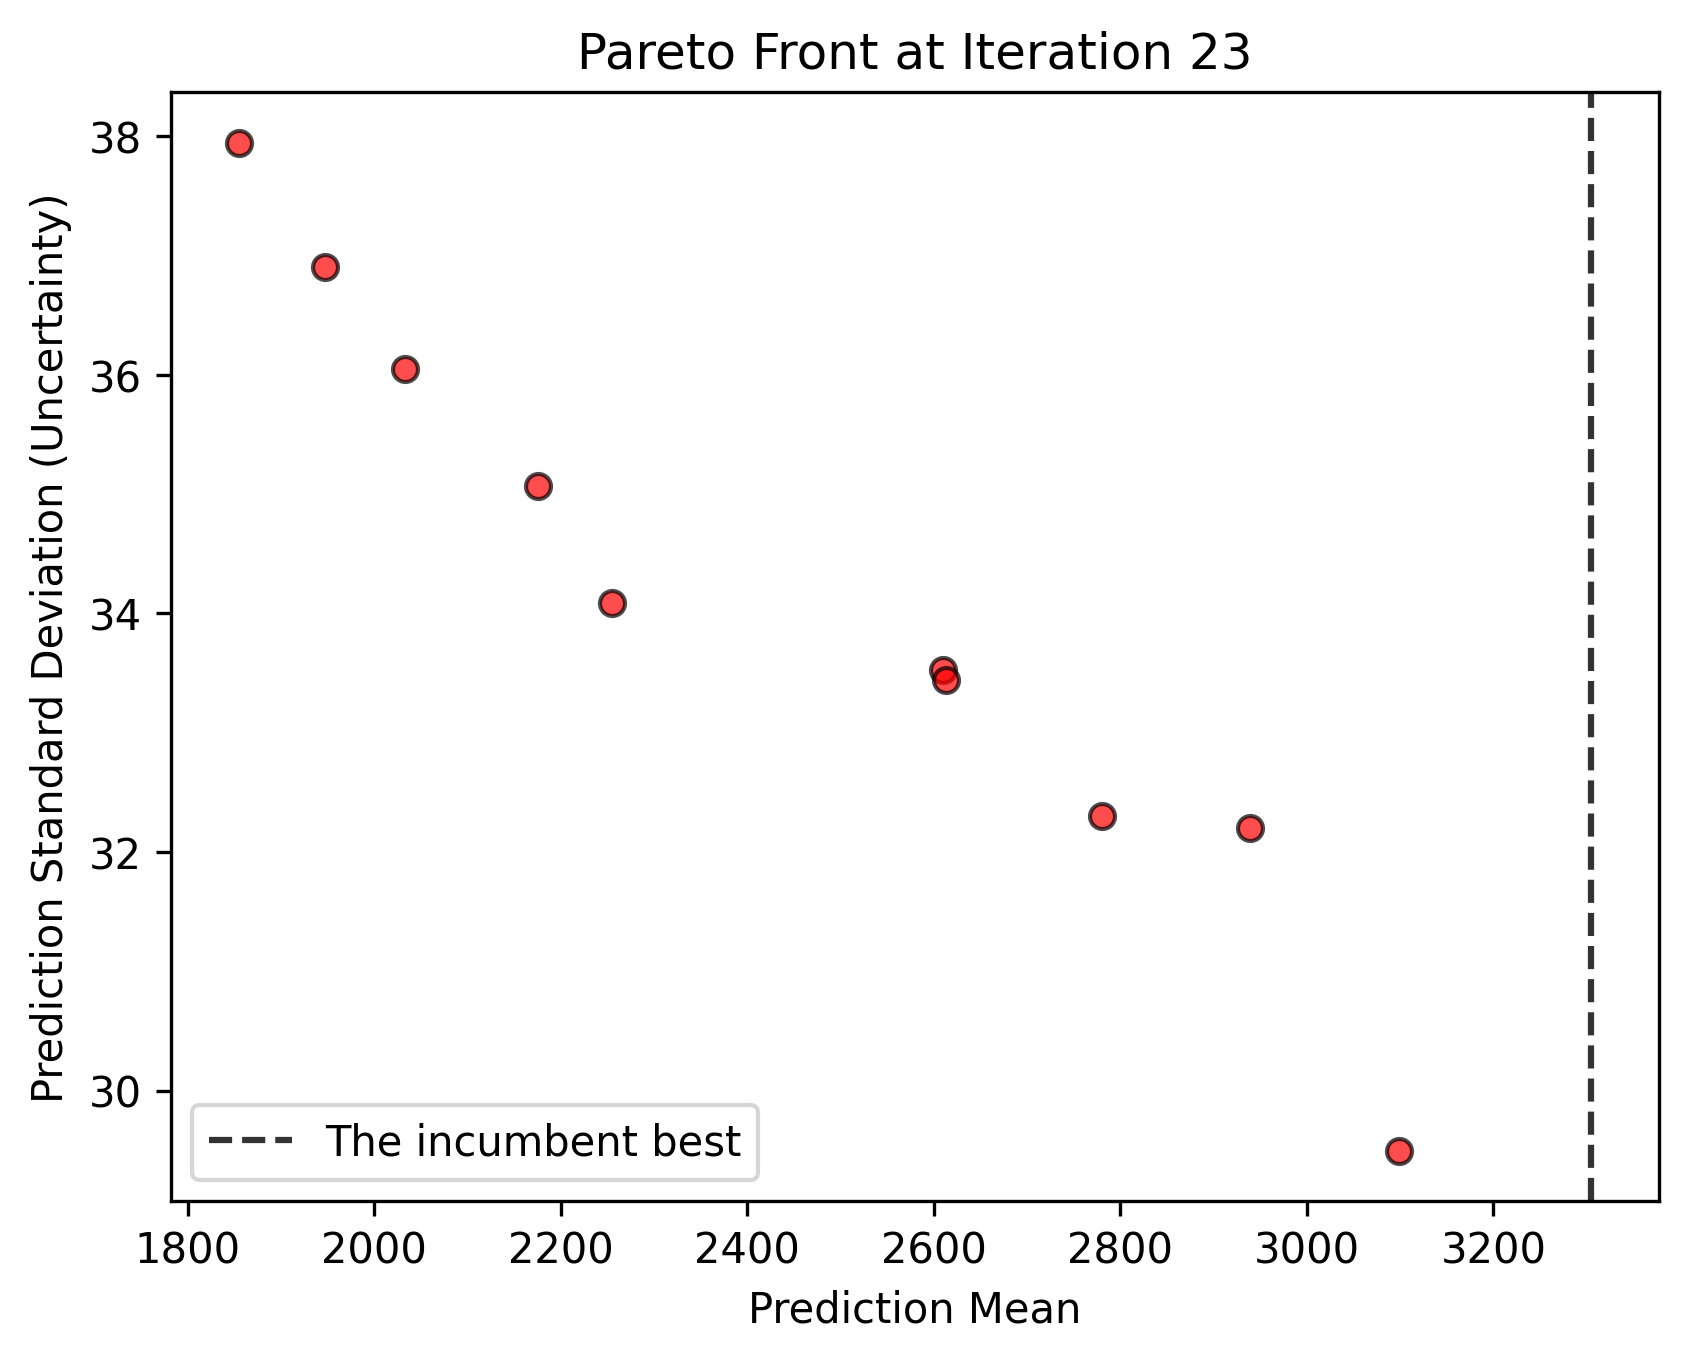 Pareto Front at Iteration 23
Prediction Standard Deviation (Uncertainty)
38
36
34
32
30
The incumbent best
1800 2000 2200 2400 2600 2800 3000 3200
Prediction Mean